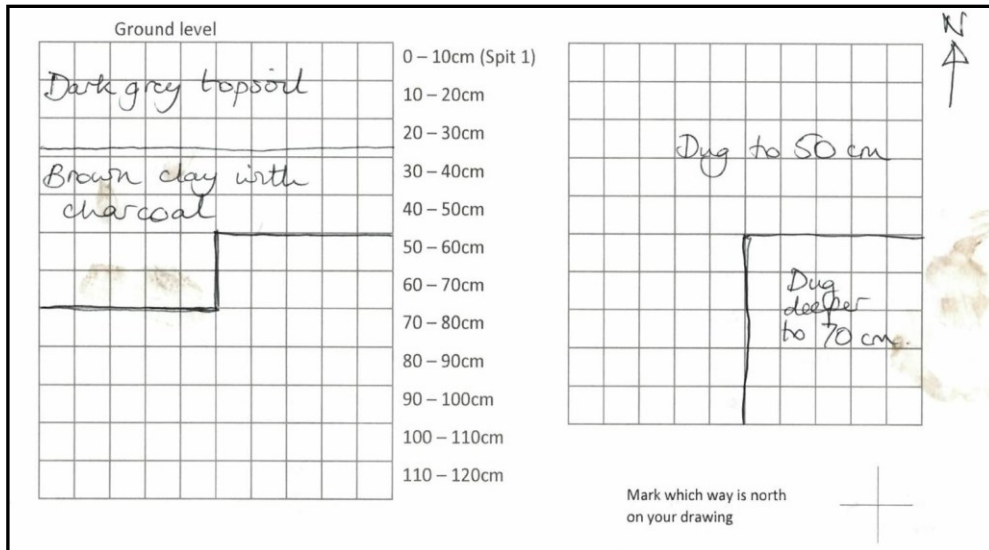 Ground level
Dark grey topsoil
Brown clay with
charcoal
0 – 10cm (Spit 1)
10 – 20cm
20 – 30cm
30 – 40cm
40 – 50cm
50 – 60cm
60 – 70cm
70 – 80cm
80 – 90cm
90 – 100cm
100 – 110cm
110 – 120cm
N
Dug to 50 cm
Dug
deeper
to 70 cm.
Mark which way is north
on your drawing